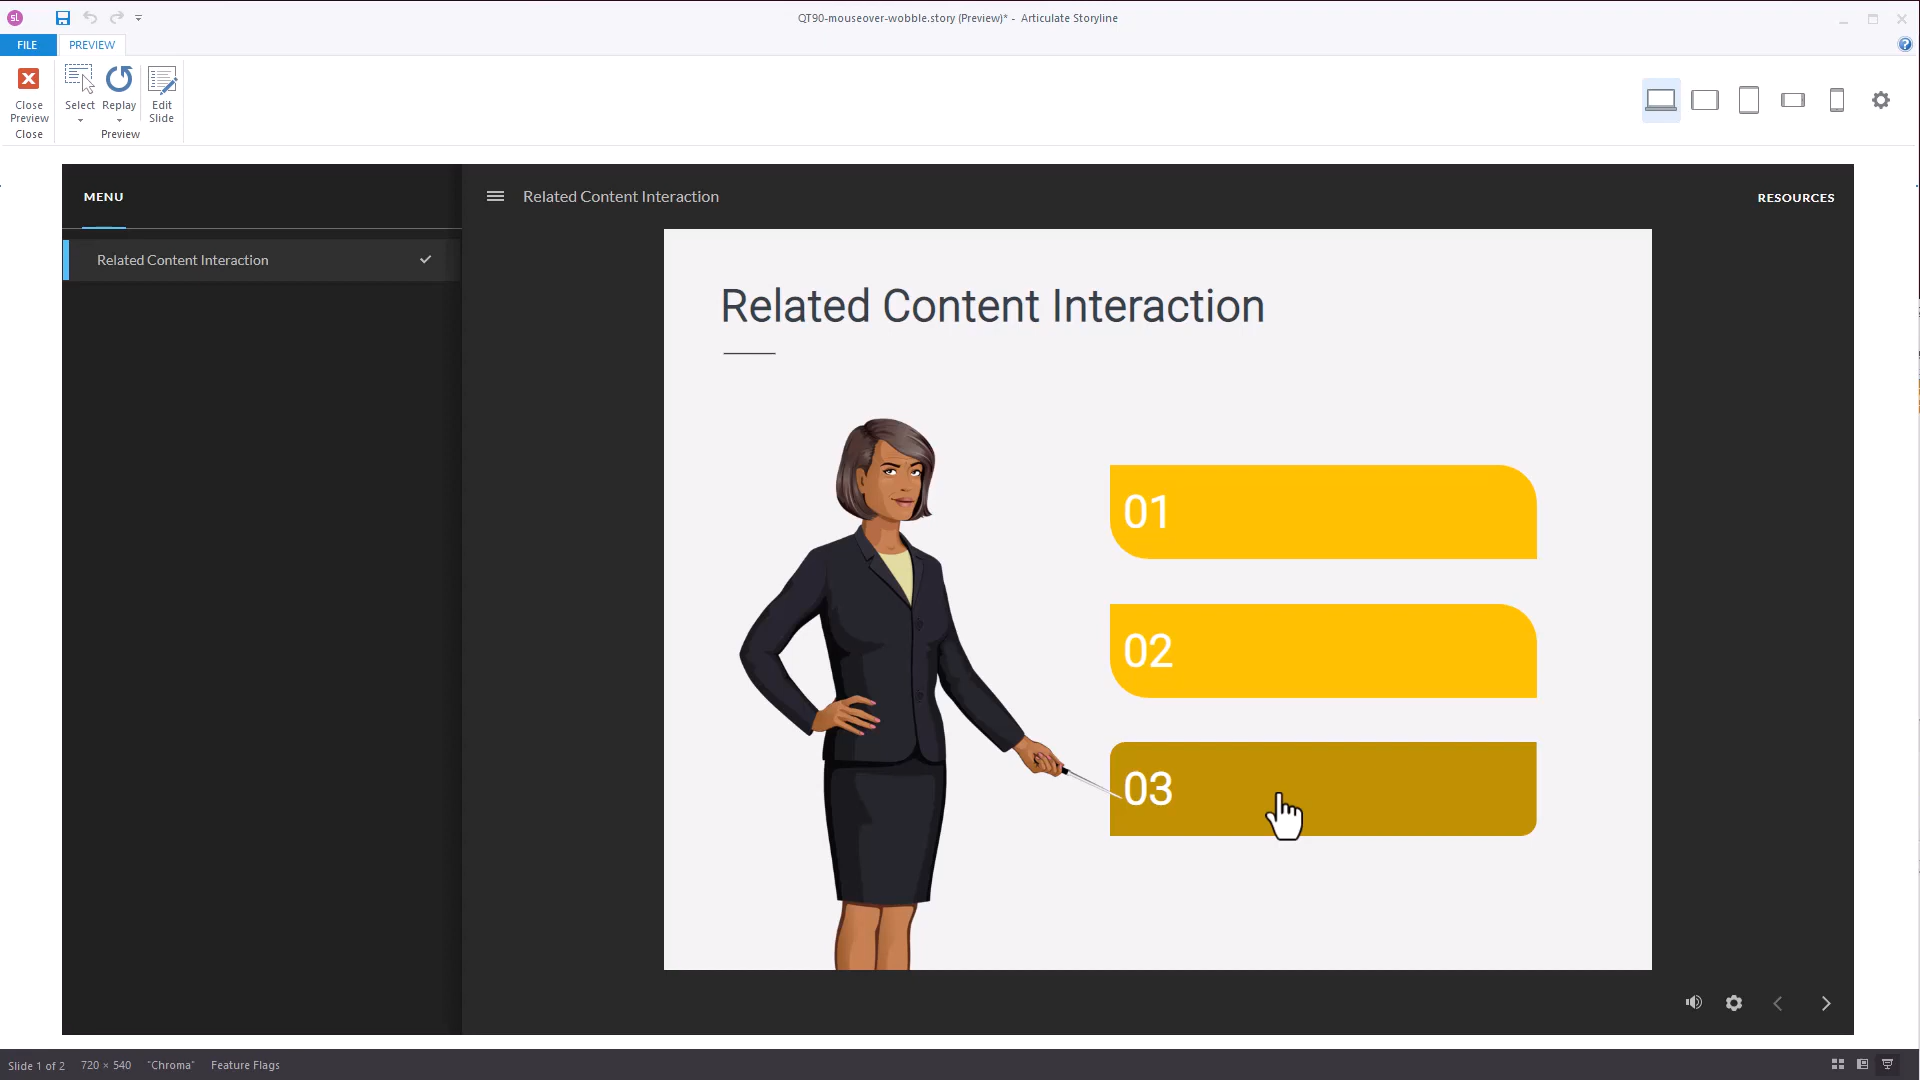 sl
QT90-mouseover-wobble.story (Preview)* - Articulate Storyline
FILE
PREVIEW
Close Preview
Select
Replay
Edit Slide
Close
Preview
MENU
Related Content Interaction
RESOURCES
Related Content Interaction
Related Content Interaction
01
02
03
Slide 1 of 2
720 × 540
"Chroma"
Feature Flags